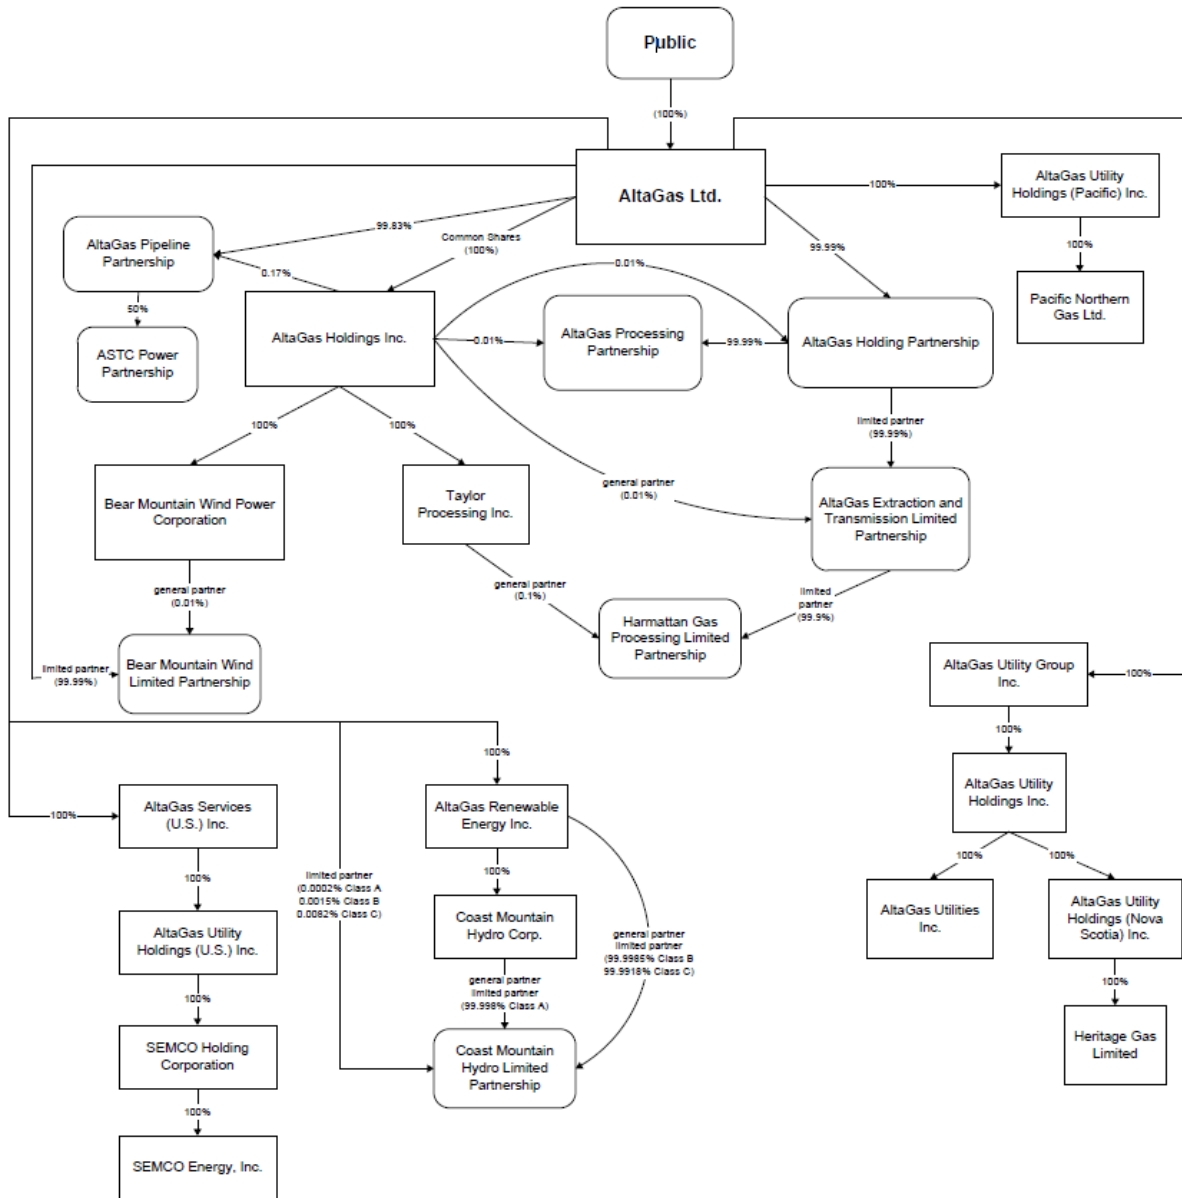 Public
(100%)
AltaGas Ltd.
100%
AltaGas Utility
Holdings (Pacific) Inc.
100%
Pacific Northern
Gas Ltd.
99.83%
Common Shares
(100%)
99.99%
0.01%
AltaGas Pipeline
Partnership
0.17%
50%
ASTC Power
Partnership
AltaGas Holdings Inc.
0.01%
AltaGas Processing
Partnership
99.99%
AltaGas Holding Partnership
100%
100%
limited partner
(99.99%)
Bear Mountain Wind Power
Corporation
Taylor
Processing Inc.
general partner
(0.01%)
AltaGas Extraction and
Transmission Limited
Partnership
general partner
(0.01%)
general partner
(0.1%)
limited
partner
(99.9%)
Harmattan Gas
Processing Limited
Partnership
limited partner
(99.99%)
Bear Mountain Wind
Limited Partnership
AltaGas Utility Group
Inc.
100%
100%
AltaGas Utility
Holdings Inc.
100%
100%
AltaGas Utilities
Inc.
AltaGas Utility
Holdings (Nova
Scotia) Inc.
100%
Heritage Gas
Limited
100%
100%
AltaGas Services
(U.S.) Inc.
AltaGas Renewable
Energy Inc.
100%
100%
limited partner
(0.0002% Class A
0.0015% Class B
0.0082% Class C)
AltaGas Utility
Holdings (U.S.) Inc.
Coast Mountain
Hydro Corp.
general partner
limited partner
(99.9985% Class B
99.9918% Class C)
general partner
limited partner
(99.998% Class A)
100%
SEMCO Holding
Corporation
Coast Mountain
Hydro Limited
Partnership
100%
SEMCO Energy, Inc.